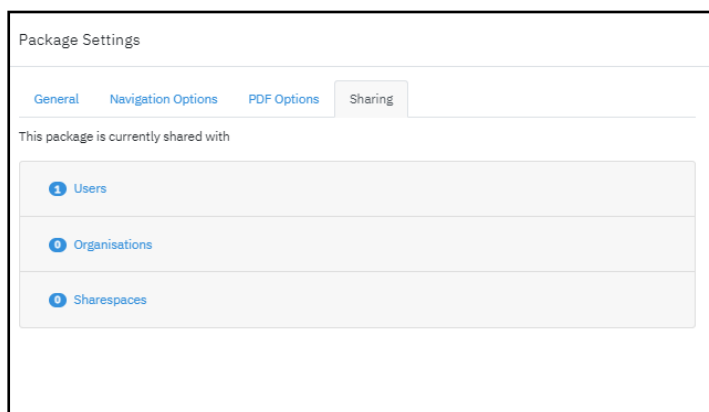 Package Settings
General Navigation Options PDF Options Sharing
This package is currently shared with
1 Users
0 Organisations
0 Sharespaces